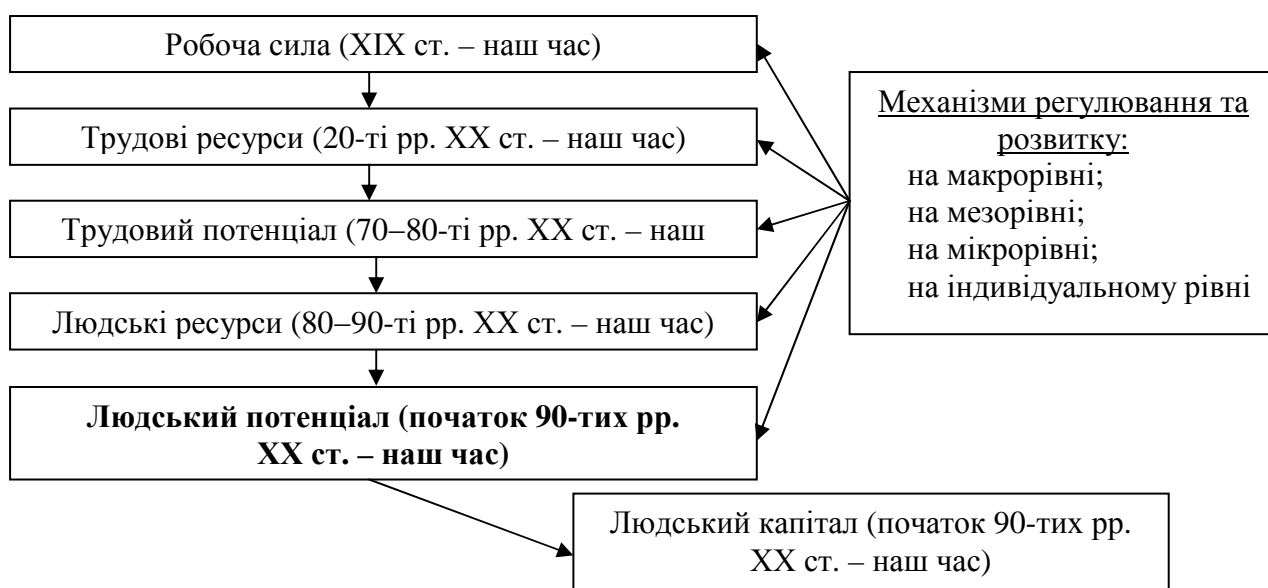 Робоча сила (XIX ст. – наш час)
Трудові ресурси (20-ті рр. XX ст. – наш час)
Трудовий потенціал (70–80-ті рр. XX ст. – наш
Людські ресурси (80–90-ті рр. XX ст. – наш час)
Людський потенціал (початок 90-тих рр.
XX ст. – наш час)
Людський капітал (початок 90-тих рр.
XX ст. – наш час)
Механізми регулювання та
розвитку:
на макрорівні;
на мезорівні;
на мікрорівні;
на індивідуальному рівні